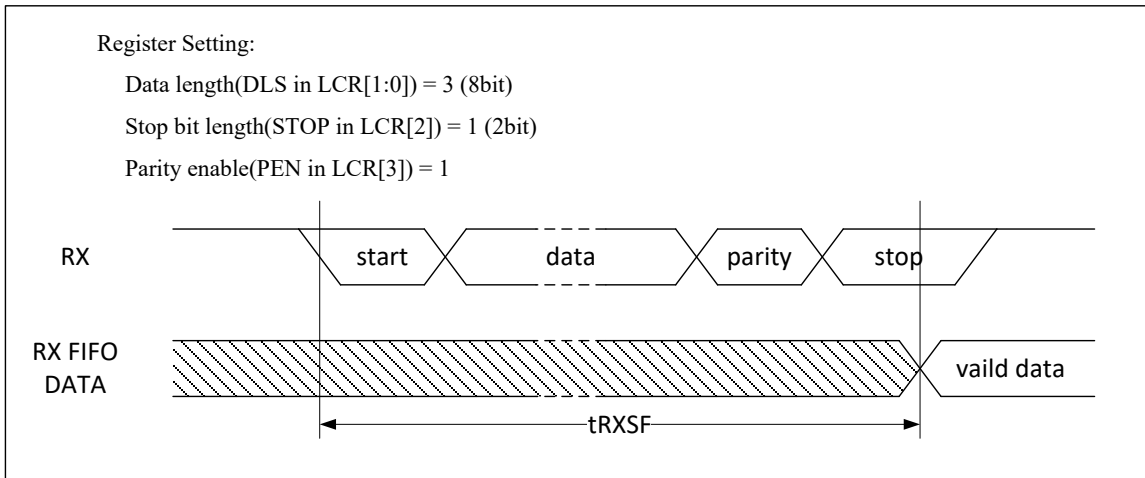 Register Setting:
Data length(DLS in LCR[1:0]) = 3 (8bit)
Stop bit length(STOP in LCR[2]) = 1 (2bit)
Parity enable(PEN in LCR[3]) = 1
RX
start
data
parity
stop
RX FIFO
DATA
vaild data
tRXSF